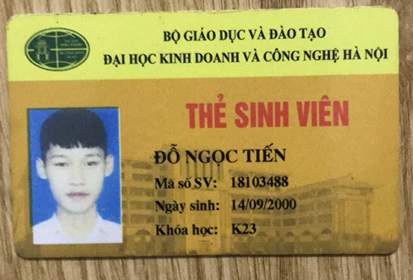 BỘ GIÁO DỤC VÀ ĐÀO TẠO
ĐẠI HỌC KINH DOANH VÀ CÔNG NGHỆ HÀ NỘI
THẺ SINH VIÊN
ĐỖ NGỌC TIẾN
Mã số SV: 18103488
Ngày sinh: 14/09/2000
Khóa học: K23